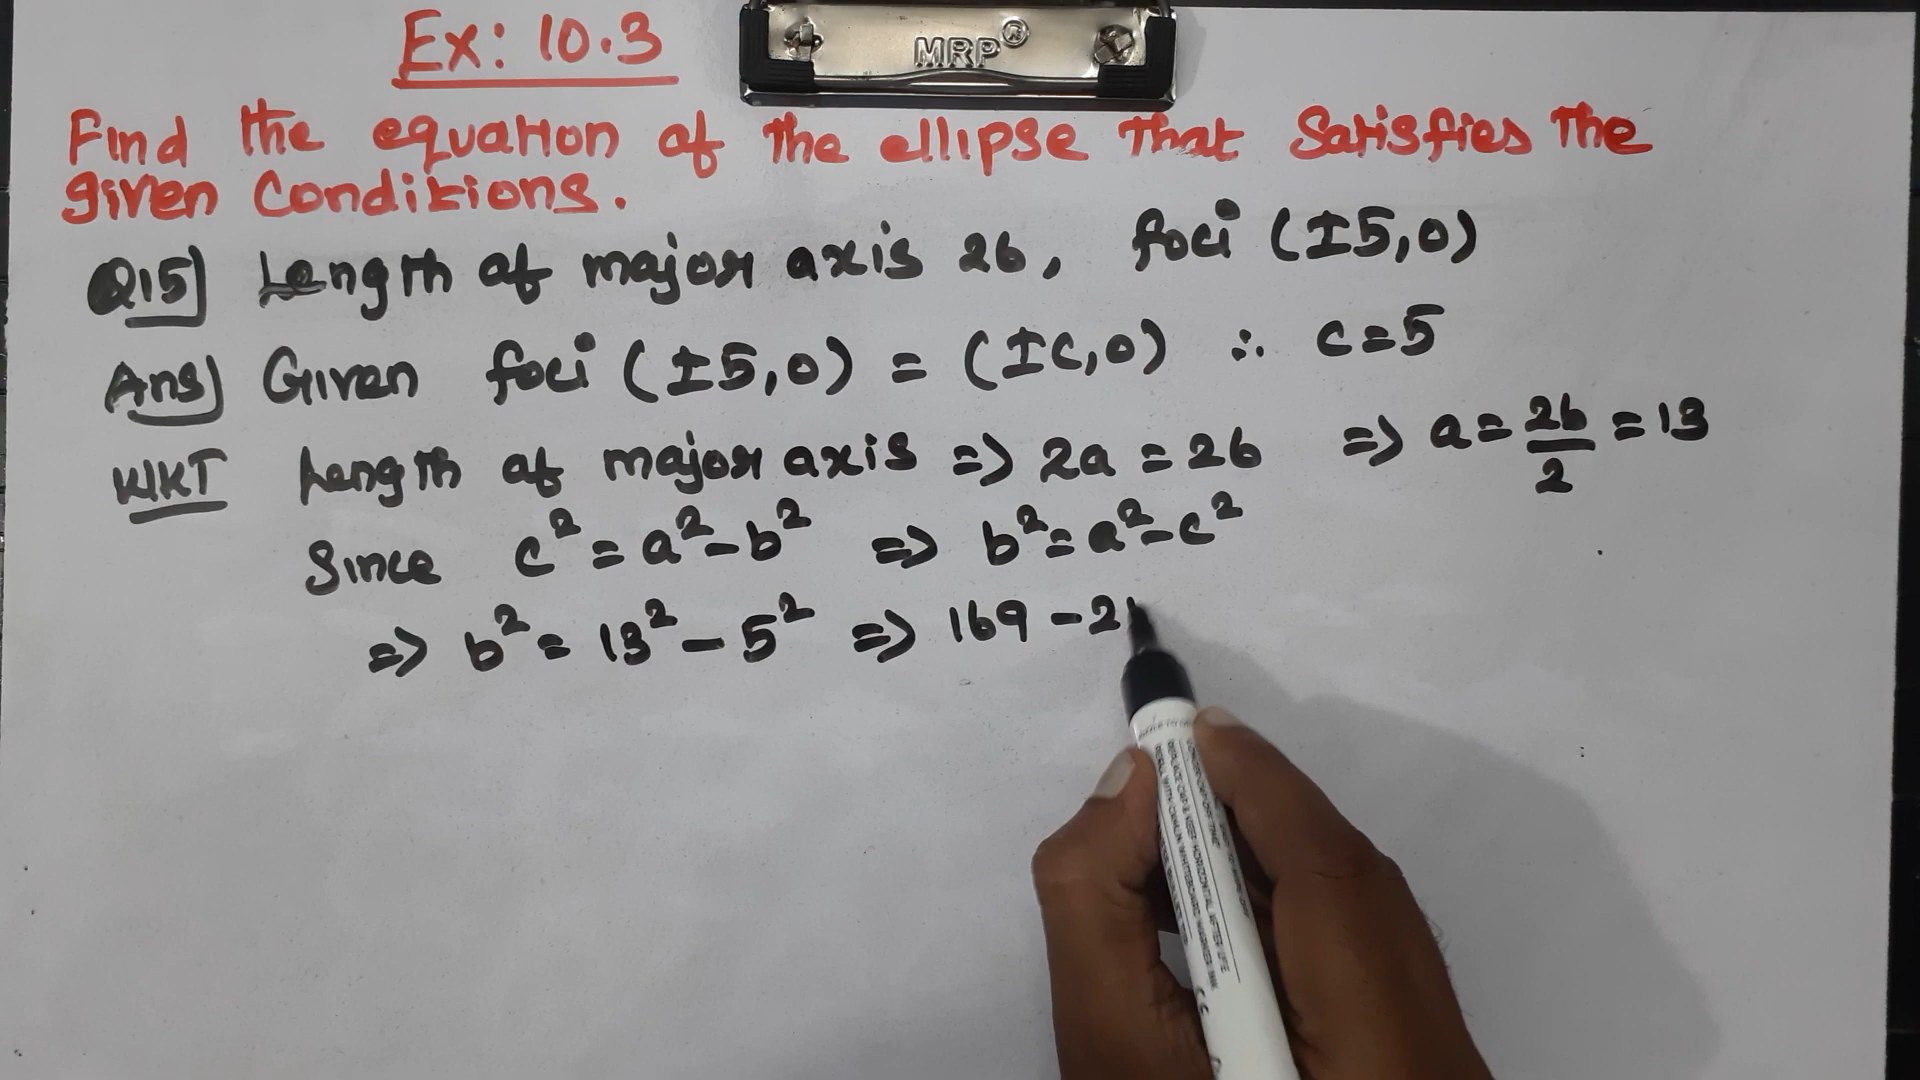 MRP®
Ex: 10.3
Find the equation of the ellipse that satisfies the
given conditions.
Q15] Length of major axis 26, foci (±5,0)
Ans] Given foci (±5,0) = (±c,0) ∴ c=5
WKT Length of major axis => 2a = 26 => a = 26/2 = 13
Since c² = a² - b² => b² = a² - c²
=> b² = 13² - 5² => 169 - 2